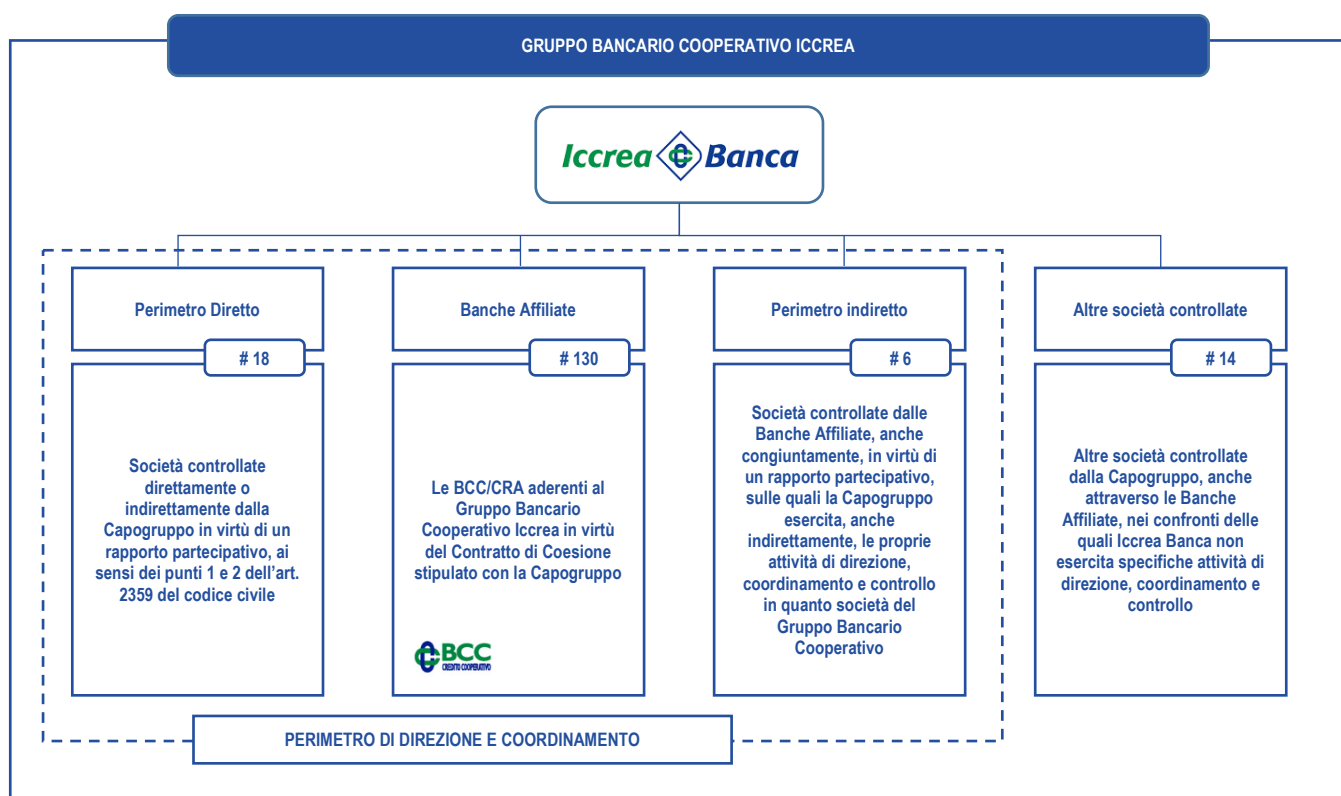 GRUPPO BANCARIO COOPERATIVO ICCREA
Iccrea Banca
Perimetro Diretto
# 18
Società controllate
direttamente o
indirettamente dalla
Capogruppo in virtù di un
rapporto partecipativo, ai
sensi dei punti 1 e 2 dell’art.
2359 del codice civile
Banche Affiliate
# 130
Le BCC/CRA aderenti al
Gruppo Bancario
Cooperativo Iccrea in virtù
del Contratto di Coesione
stipulato con la Capogruppo
BCC
CREDITO COOPERATIVO
Perimetro indiretto
# 6
Società controllate dalle
Banche Affiliate, anche
congiuntamente, in virtù di
un rapporto partecipativo,
sulle quali la Capogruppo
esercita, anche
indirettamente, le proprie
attività di direzione,
coordinamento e controllo
in quanto società del
Gruppo Bancario
Cooperativo
Altre società controllate
# 14
Altre società controllate
dalla Capogruppo, anche
attraverso le Banche
Affiliate, nei confronti delle
quali Iccrea Banca non
esercita specifiche attività di
direzione, coordinamento e
controllo
PERIMETRO DI DIREZIONE E COORDINAMENTO